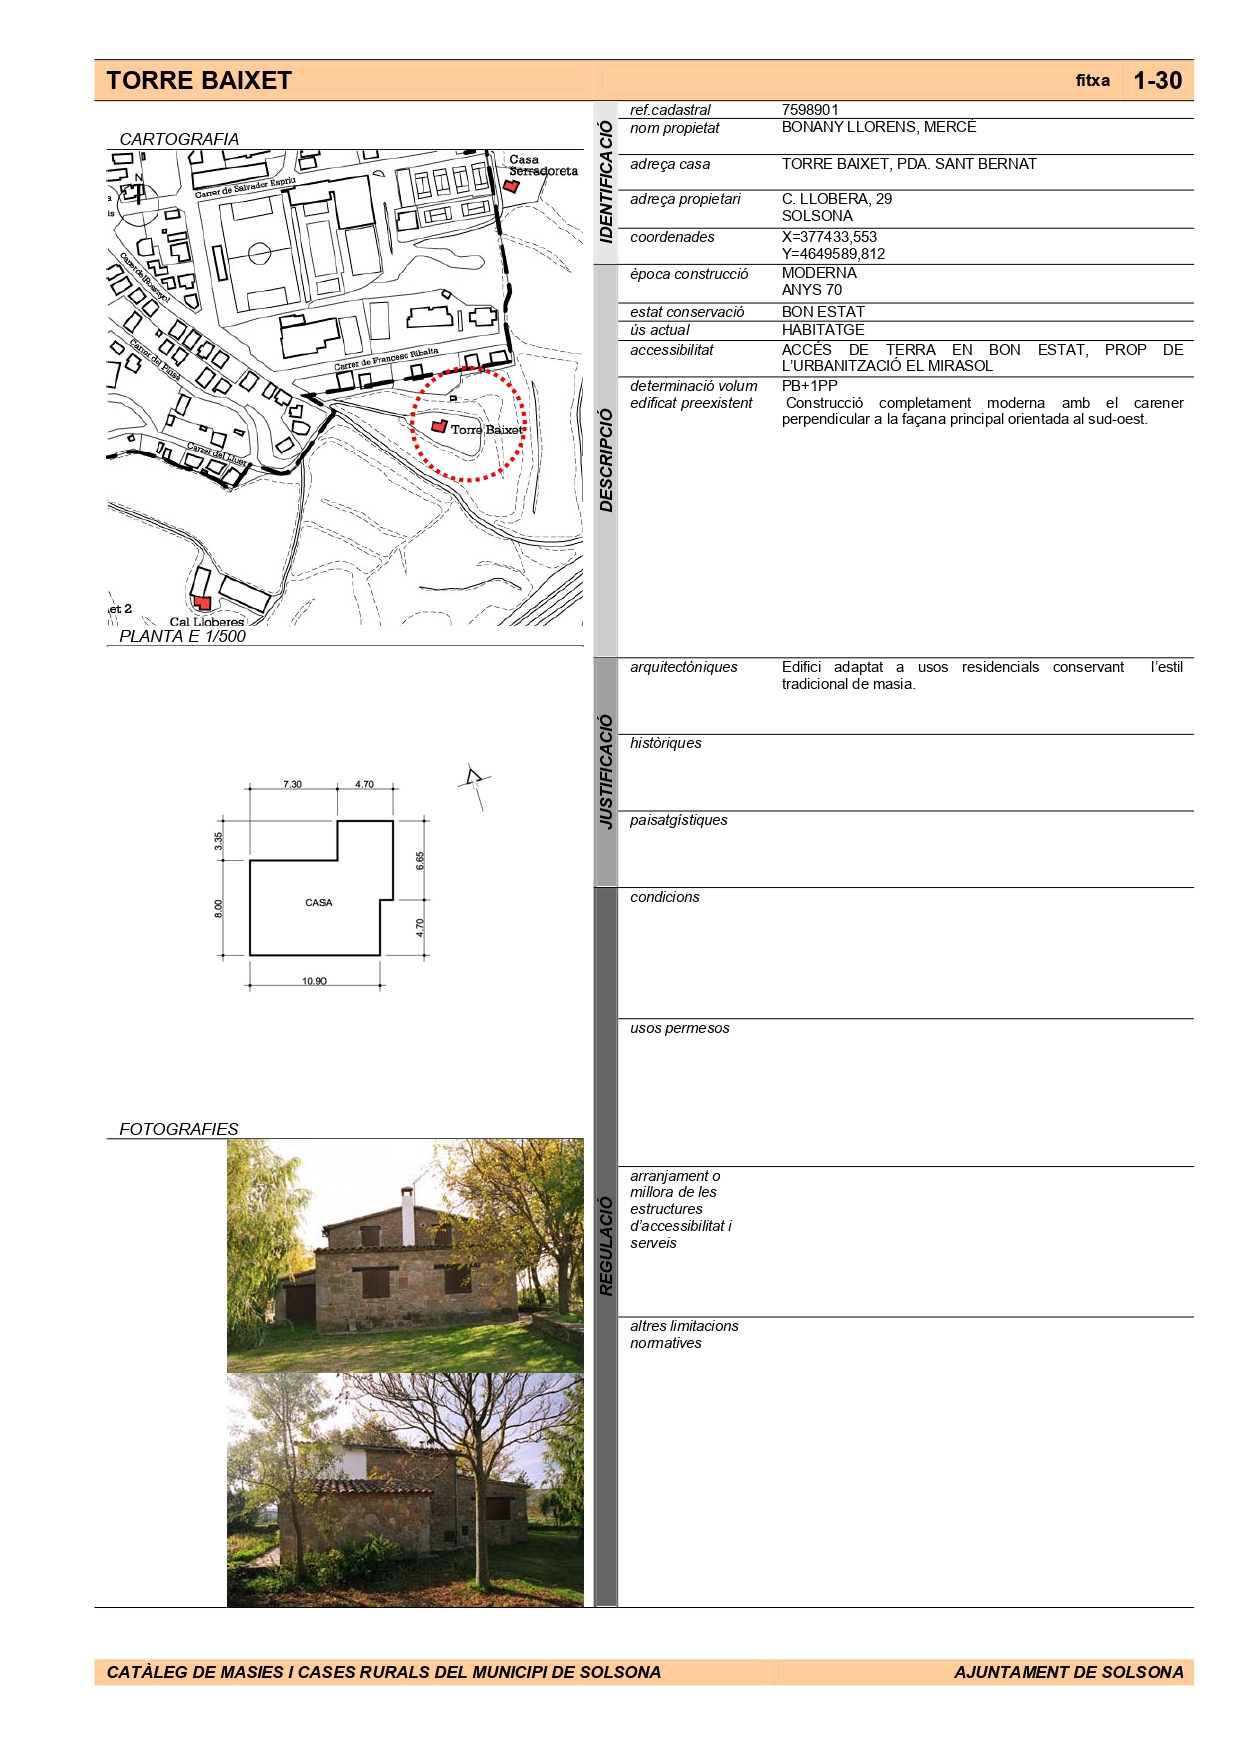 TORRE BAIXET
fitxa 1-30
CARTOGRAFIA
Casa
Serradoreta
N
Carrer de Salvador Espriu
Carrer del Rossinyol
Carrer del Pinsà
Carrer de Francesc Ribalta
Torre Baixet
Carrer del Lluer
et 2
Cal Lloberes
PLANTA E 1/500
7.30
4.70
3.35
8.00
6.65
4.70
CASA
10.90
FOTOGRAFIES
IDENTIFICACIÓ
ref.cadastral 7598901
nom propietat BONANY LLORENS, MERCÈ
adreça casa TORRE BAIXET, PDA. SANT BERNAT
adreça propietari C. LLOBERA, 29
SOLSONA
coordenades X=377433,553
Y=4649589,812
DESCRIPCIÓ
època construcció MODERNA
ANYS 70
estat conservació BON ESTAT
ús actual HABITATGE
accessibilitat ACCÉS DE TERRA EN BON ESTAT, PROP DE
L'URBANITZACIÓ EL MIRASOL
determinació volum PB+1PP
edificat preexistent Construcció completament moderna amb el carener
perpendicular a la façana principal orientada al sud-oest.
JUSTIFICACIÓ
arquitectòniques Edifici adaptat a usos residencials conservant l'estil
tradicional de masia.
històriques
paisatgístiques
REGULACIÓ
condicions
usos permesos
arranjament o
millora de les
estructures
d'accessibilitat i
serveis
altres limitacions
normatives
CATÀLEG DE MASIES I CASES RURALS DEL MUNICIPI DE SOLSONA
AJUNTAMENT DE SOLSONA